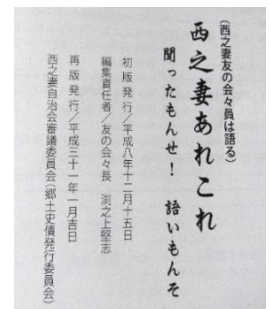 (西之妻友の会々員は語る)
西之妻あれこれ
聞ったもんせ! 語いもんそ
初版発行/平成八年十二月十五日
編集責任者/友の会々長 渕之上堅志
再版発行/平成三十一年一月吉日
西之妻自治会審議委員会(郷土史債発行委員会)